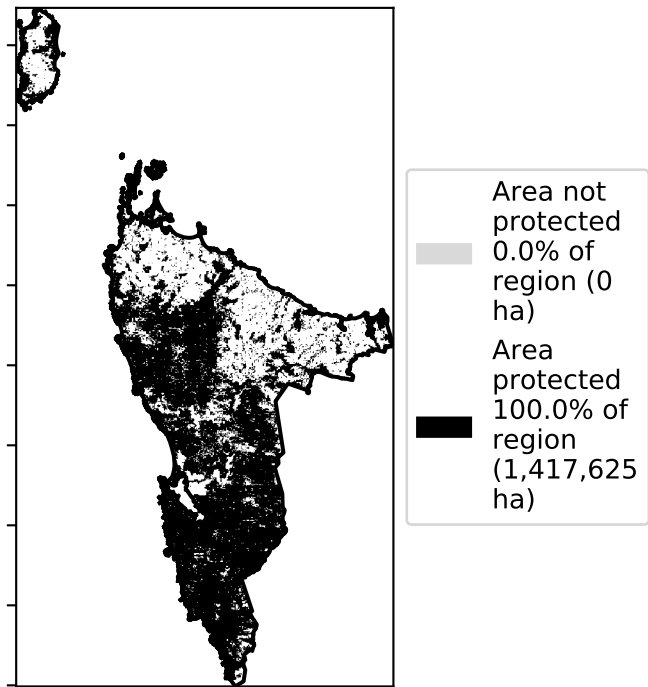 Area not
protected
0.0% of
region (0
ha)
Area
protected
100.0% of
region
(1,417,625
ha)